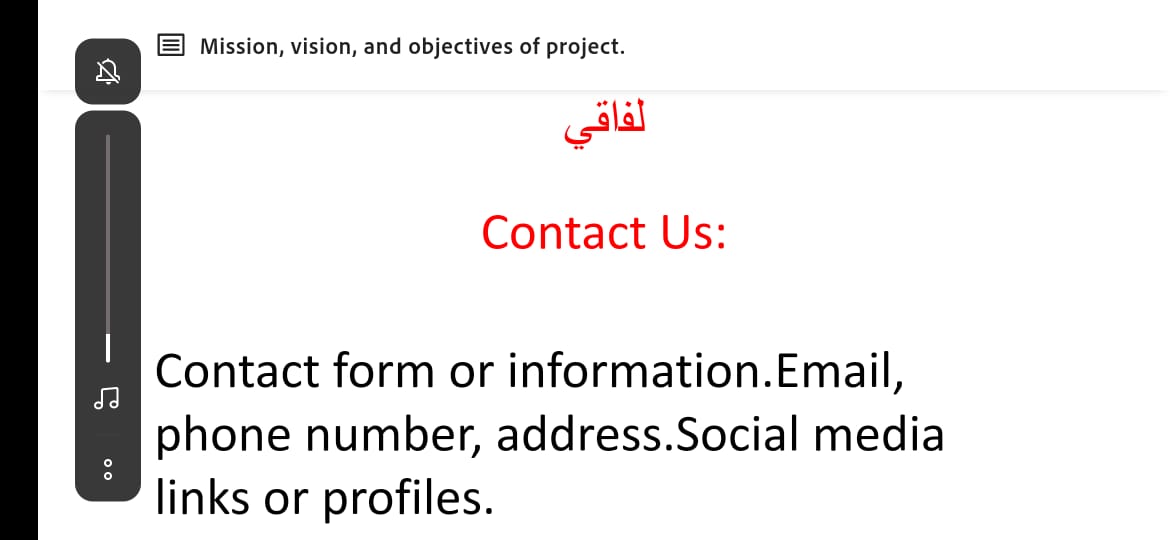 Mission, vision, and objectives of project.
لفاقي
Contact Us:
Contact form or information.Email,
phone number, address.Social media
links or profiles.